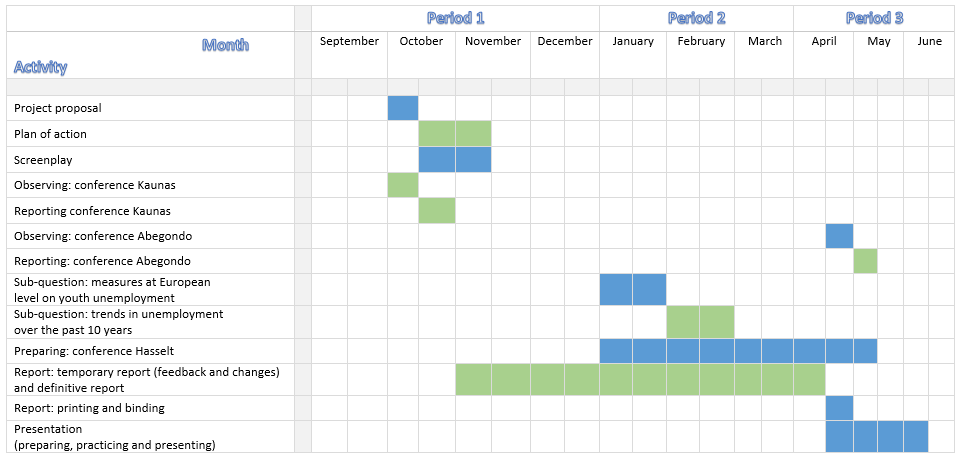 Period 1 Period 2 Period 3
Month
September October November December January February March April May June
Activity
Project proposal
Plan of action
Screenplay
Observing: conference Kaunas
Reporting conference Kaunas
Observing: conference Abegondo
Reporting: conference Abegondo
Sub-question: measures at European
level on youth unemployment
Sub-question: trends in unemployment
over the past 10 years
Preparing: conference Hasselt
Report: temporary report (feedback and changes)
and definitive report
Report: printing and binding
Presentation
(preparing, practicing and presenting)